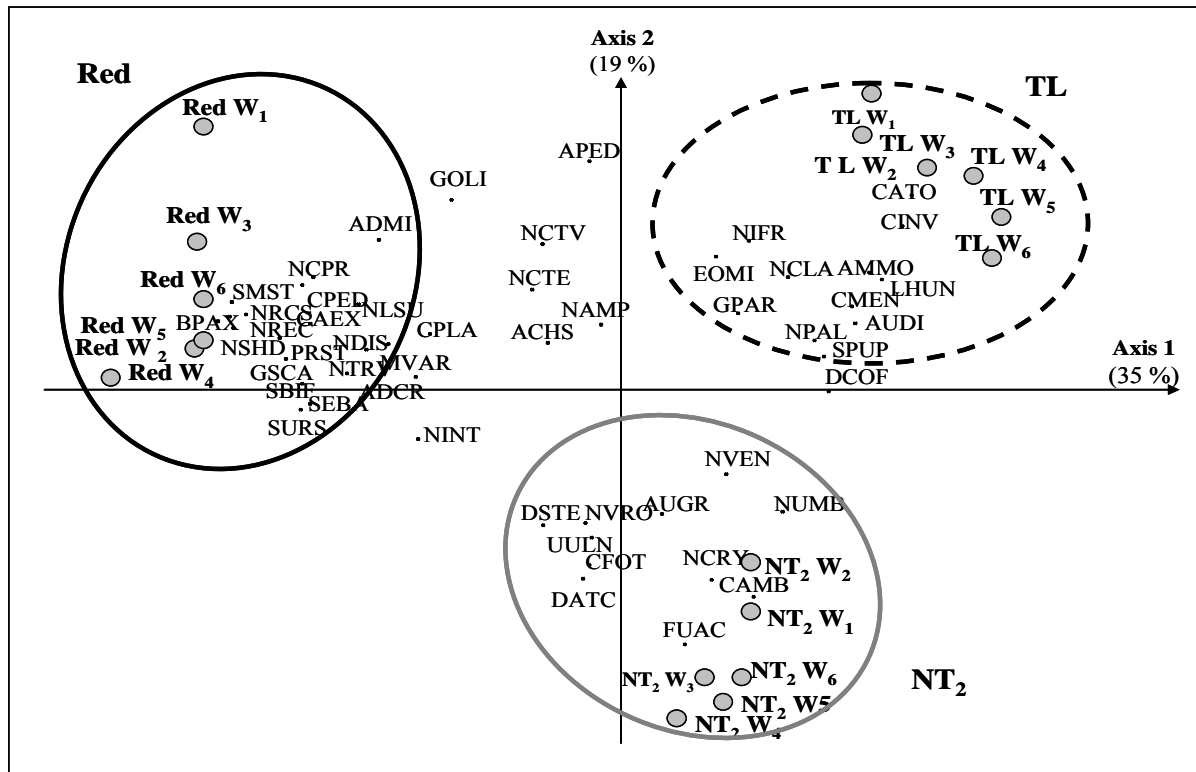 Axis 2
(19 %)
Red
TL
Red W₁
TL W₁
TL W₃
APED
T L W₂
TL W₄
GOLI
CATO
TL W₅
Red W₃
ADMI
CINV
NCTV
NIFR
TL W₆
NCPR
NCTE
EOMI
NCLA
AMMO
Red W₆
SMST
CPED
NLSU
LHUN
NRCS
CAEX
NAMP
GPAR
CMEN
BPAX
Red W₅
NREC
GPLA
ACHS
NPAL
AUDI
Red W₂
NSHD
PRST
NDIS
SPUP
Axis 1
(35 %)
Red W₄
GSCA
NTRV
MVAR
DCOF
SBIF
ADCR
SEBA
SURS
NINT
NVEN
DSTE
NVRO
AUGR
NUMB
UULN
CFOT
NCRY
NT₂ W₂
DATC
CAMB
NT₂ W₁
FUAC
NT₂ W₃
NT₂ W₆
NT₂
NT₂ W5
NT₂ W₄